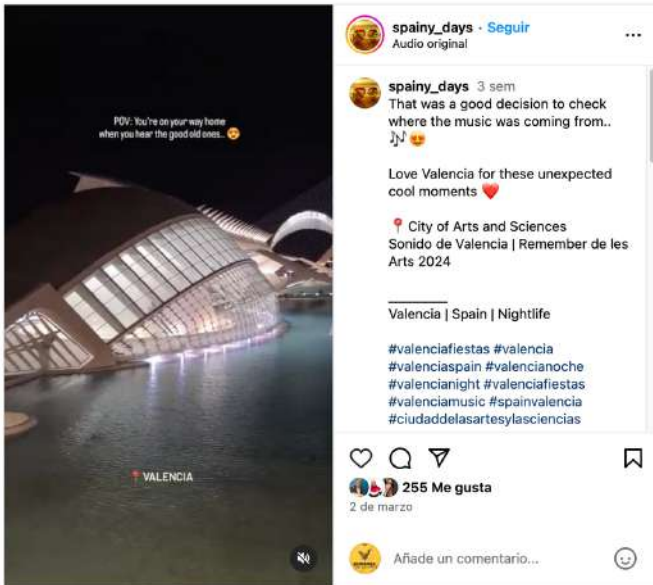 POV: You're on your way home
when you hear the good old ones.. 😍
📍 VALENCIA
spainy_days · Seguir
Audio original
spainy_days 3 sem
That was a good decision to check
where the music was coming from..
🎶 😍
Love Valencia for these unexpected
cool moments ❤️
📍 City of Arts and Sciences
Sonido de Valencia | Remember de les
Arts 2024
________
Valencia | Spain | Nightlife
#valenciafiestas #valencia
#valenciaspain #valencianoche
#valencianight #valenciafiestas
#valenciamusic #spainvalencia
#ciudaddelasartesylasciencias
255 Me gusta
2 de marzo
Añade un comentario...